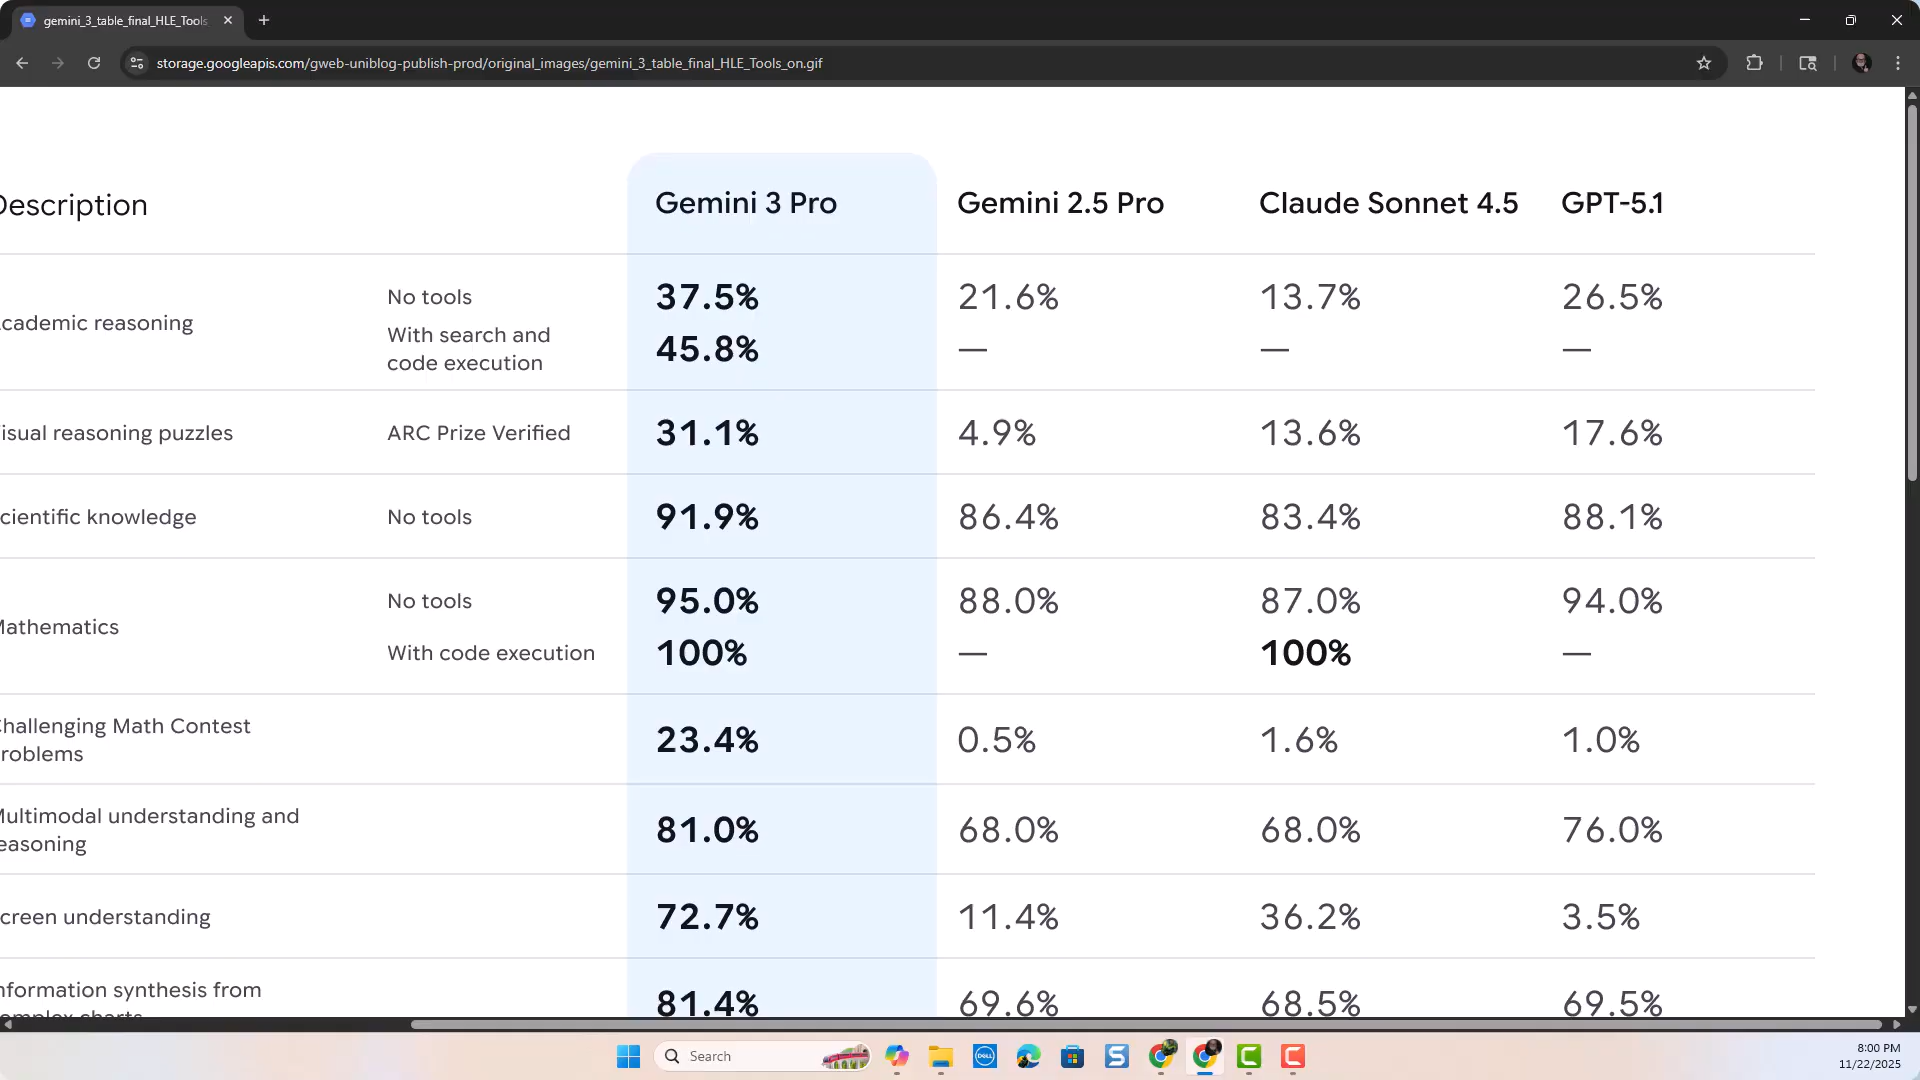 gemini_3_table_final_HLE_Tools
storage.googleapis.com/gweb-uniblog-publish-prod/original_images/gemini_3_table_final_HLE_Tools_on.gif
Description Gemini 3 Pro Gemini 2.5 Pro Claude Sonnet 4.5 GPT-5.1
cademic reasoning No tools 37.5% 21.6% 13.7% 26.5%
With search and
code execution 45.8% — — —
isual reasoning puzzles ARC Prize Verified 31.1% 4.9% 13.6% 17.6%
cientific knowledge No tools 91.9% 86.4% 83.4% 88.1%
Mathematics No tools 95.0% 88.0% 87.0% 94.0%
With code execution 100% — 100% —
Challenging Math Contest
roblems 23.4% 0.5% 1.6% 1.0%
Multimodal understanding and
easoning 81.0% 68.0% 68.0% 76.0%
creen understanding 72.7% 11.4% 36.2% 3.5%
nformation synthesis from
omplex charts 81.4% 69.6% 68.5% 69.5%
Search
DELL
8:00 PM
11/22/2025